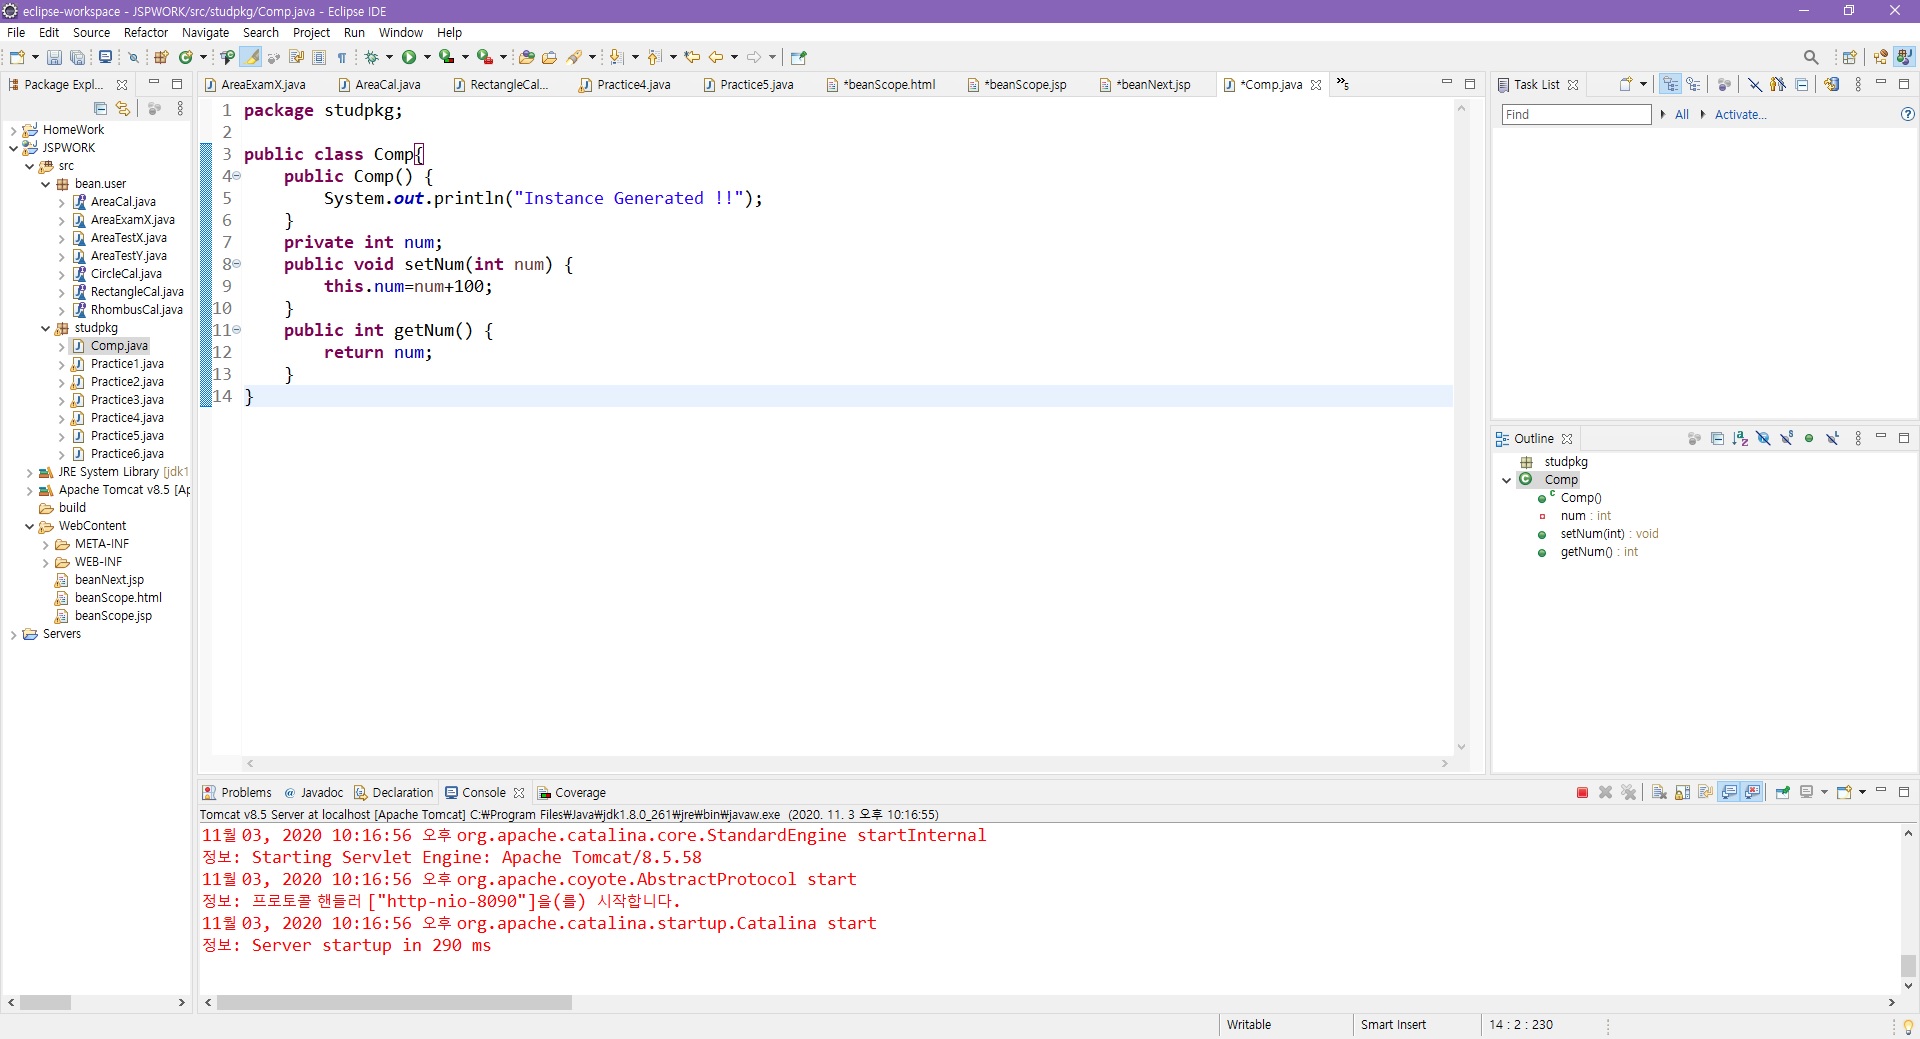 eclipse-workspace - JSPWORK/src/studpkg/Comp.java - Eclipse IDE
File Edit Source Refactor Navigate Search Project Run Window Help
Package Expl...
HomeWork
JSPWORK
src
bean.user
AreaCal.java
AreaExamX.java
AreaTestX.java
AreaTestY.java
CircleCal.java
RectangleCal.java
RhombusCal.java
studpkg
Comp.java
Practice1.java
Practice2.java
Practice3.java
Practice4.java
Practice5.java
Practice6.java
JRE System Library [jdk1
Apache Tomcat v8.5 [Ap
build
WebContent
META-INF
WEB-INF
beanNext.jsp
beanScope.html
beanScope.jsp
Servers
AreaExamX.java AreaCal.java RectangleCal... Practice4.java Practice5.java *beanScope.html *beanScope.jsp *beanNext.jsp *Comp.java »5
1 package studpkg;
2
3 public class Comp{
4 public Comp() {
5 System.out.println("Instance Generated !!");
6 }
7 private int num;
8 public void setNum(int num) {
9 this.num=num+100;
10 }
11 public int getNum() {
12 return num;
13 }
14 }
Task List
Find All Activate...
Outline
studpkg
Comp
Comp()
num : int
setNum(int) : void
getNum() : int
Problems @ Javadoc Declaration Console Coverage
Tomcat v8.5 Server at localhost [Apache Tomcat] C:₩Program Files₩Java₩jdk1.8.0_261₩jre₩bin₩javaw.exe (2020. 11. 3 오후 10:16:55)
11월 03, 2020 10:16:56 오후 org.apache.catalina.core.StandardEngine startInternal
정보: Starting Servlet Engine: Apache Tomcat/8.5.58
11월 03, 2020 10:16:56 오후 org.apache.coyote.AbstractProtocol start
정보: 프로토콜 핸들러 ["http-nio-8090"]을(를) 시작합니다.
11월 03, 2020 10:16:56 오후 org.apache.catalina.startup.Catalina start
정보: Server startup in 290 ms
Writable Smart Insert 14 : 2 : 230